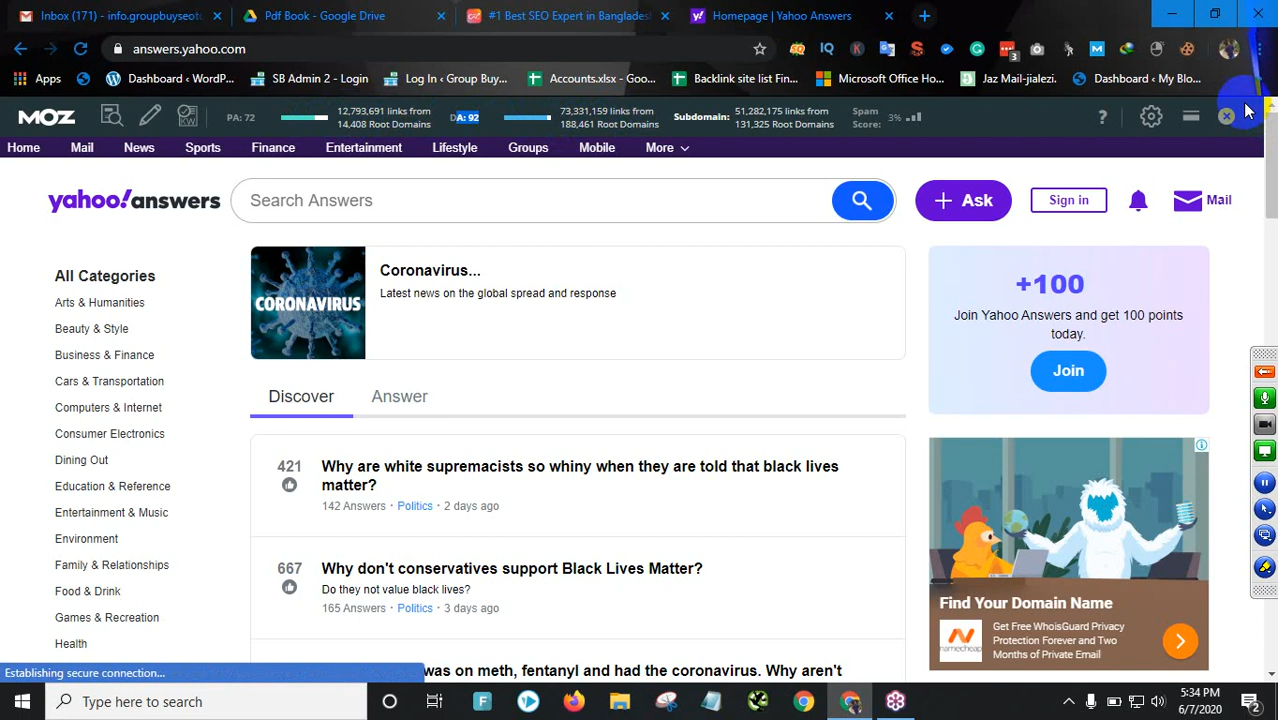 Inbox (171) - info.groupbuyseoto
Pdf Book - Google Drive
#1 Best SEO Expert in Bangladesh
Homepage | Yahoo Answers
answers.yahoo.com
3
Apps
Dashboard ‹ WordP...
SB Admin 2 - Login
Log In ‹ Group Buy...
Accounts.xlsx - Goo...
Backlink site list Fin...
Microsoft Office Ho...
Jaz Mail-jialezi.
Dashboard ‹ My Blo...
MOZ
PA: 72
12,793,691 links from
14,408 Root Domains
DA: 92
73,331,159 links from
188,461 Root Domains
Subdomain:
51,282,175 links from
131,325 Root Domains
Spam
Score:
3%
Home
Mail
News
Sports
Finance
Entertainment
Lifestyle
Groups
Mobile
More
yahoo!answers
Search Answers
Ask
Sign in
Mail
All Categories
Arts & Humanities
Beauty & Style
Business & Finance
Cars & Transportation
Computers & Internet
Consumer Electronics
Dining Out
Education & Reference
Entertainment & Music
Environment
Family & Relationships
Food & Drink
Games & Recreation
Health
CORONAVIRUS
Coronavirus...
Latest news on the global spread and response
Discover
Answer
421
Why are white supremacists so whiny when they are told that black lives
matter?
142 Answers · Politics · 2 days ago
667
Why don't conservatives support Black Lives Matter?
Do they not value black lives?
165 Answers · Politics · 3 days ago
was on meth, fentanyl and had the coronavirus. Why aren't
+100
Join Yahoo Answers and get 100 points
today.
Join
Find Your Domain Name
namecheap
Get Free WhoisGuard Privacy
Protection Forever and Two
Months of Private Email
Establishing secure connection...
Type here to search
5:34 PM
6/7/2020
2